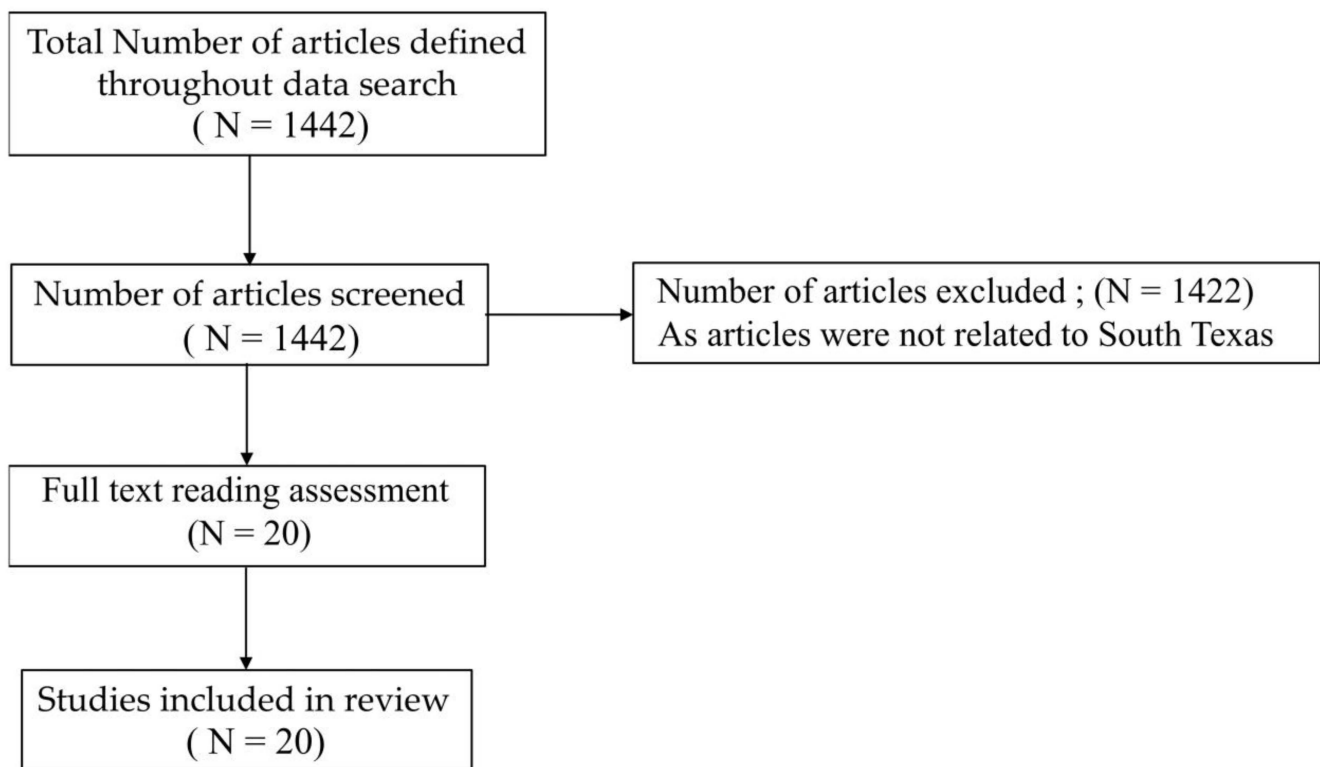 Total Number of articles defined
throughout data search
( N = 1442)
Number of articles screened
( N = 1442)
Number of articles excluded ; (N = 1422)
As articles were not related to South Texas
Full text reading assessment
(N = 20)
Studies included in review
( N = 20)